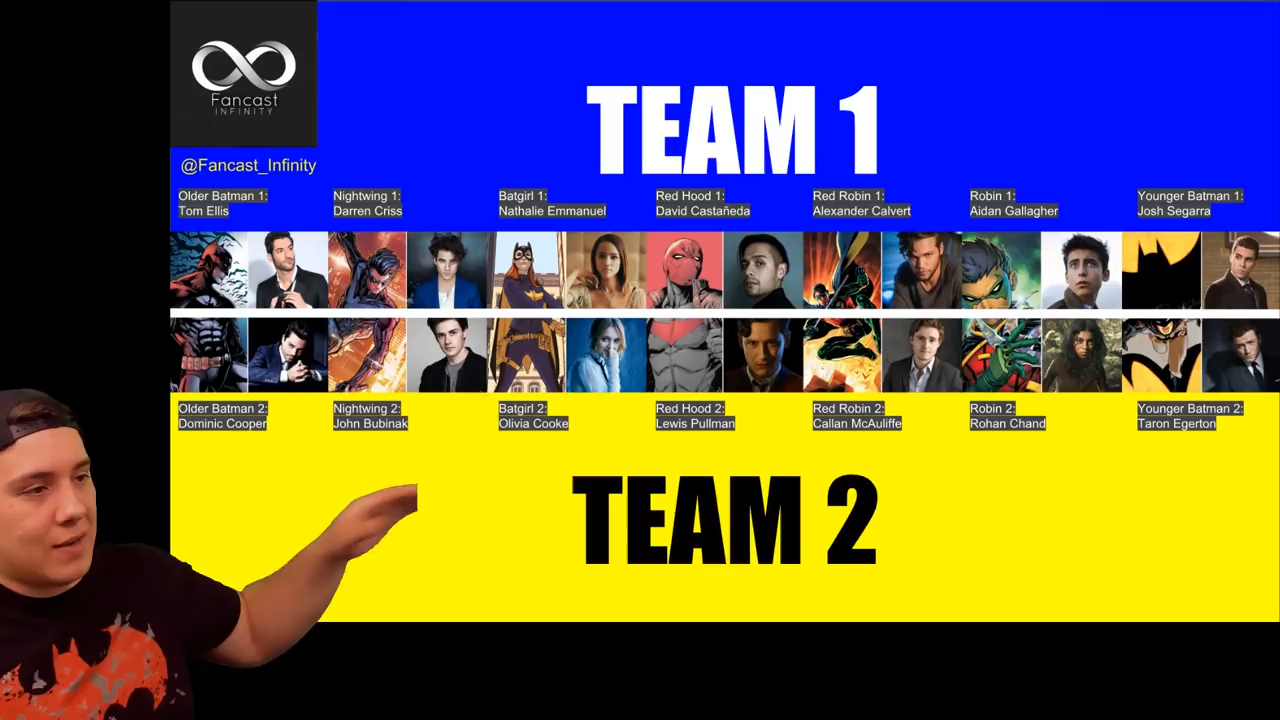 Fancast
INFINITY
@Fancast_Infinity
TEAM 1
Older Batman 1:
Tom Ellis
Nightwing 1:
Darren Criss
Batgirl 1:
Nathalie Emmanuel
Red Hood 1:
David Castañeda
Red Robin 1:
Alexander Calvert
Robin 1:
Aidan Gallagher
Younger Batman 1:
Josh Segarra
Older Batman 2:
Dominic Cooper
Nightwing 2:
John Bubinak
Batgirl 2:
Olivia Cooke
Red Hood 2:
Lewis Pullman
Red Robin 2:
Callan McAuliffe
Robin 2:
Rohan Chand
Younger Batman 2:
Taron Egerton
TEAM 2